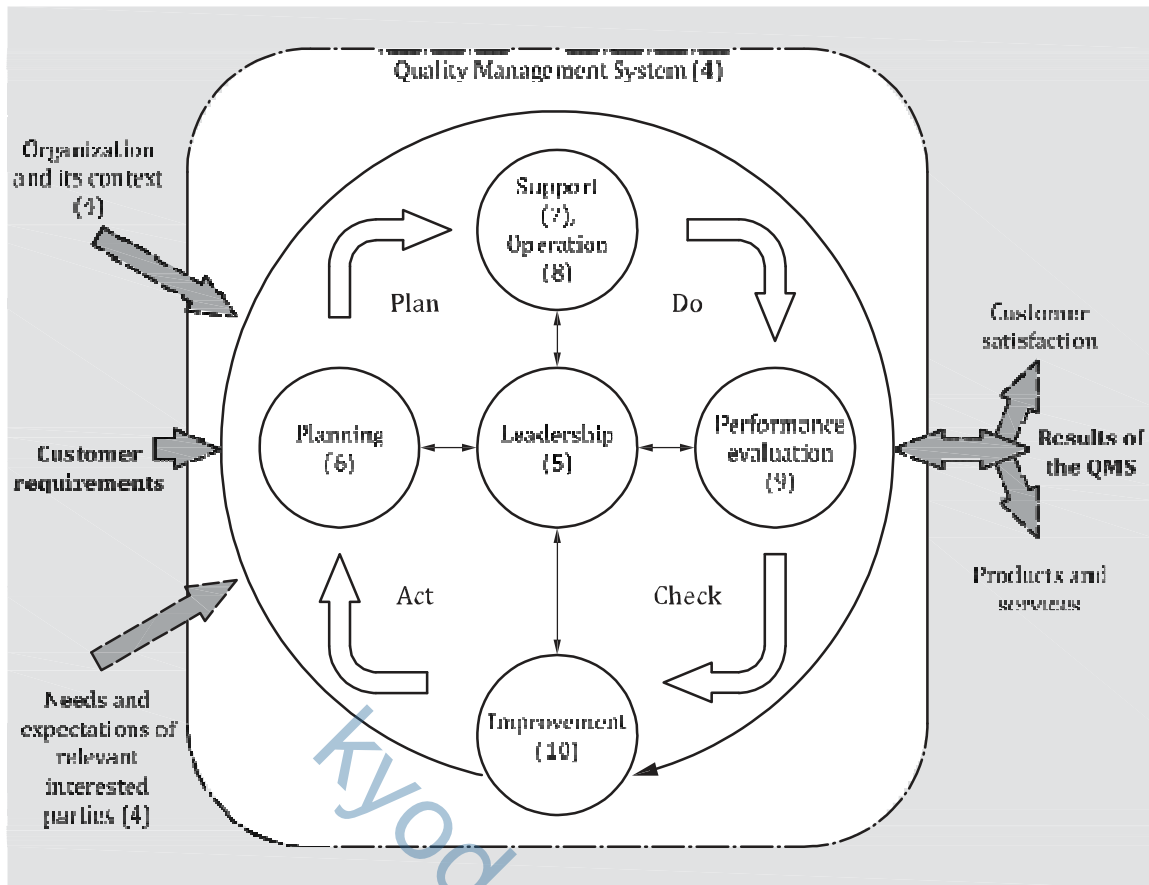 Quality Management System (4)
Organization
and its context
(4)
Support
(7),
Operation
(8)
Plan
Do
Customer
satisfaction
Planning
(6)
Leadership
(5)
Performance
evaluation
(9)
Customer
requirements
Results of
the QMS
Act
Check
Products and
services
Needs and
expectations of
relevant
interested
parties (4)
Improvement
(10)
kyod